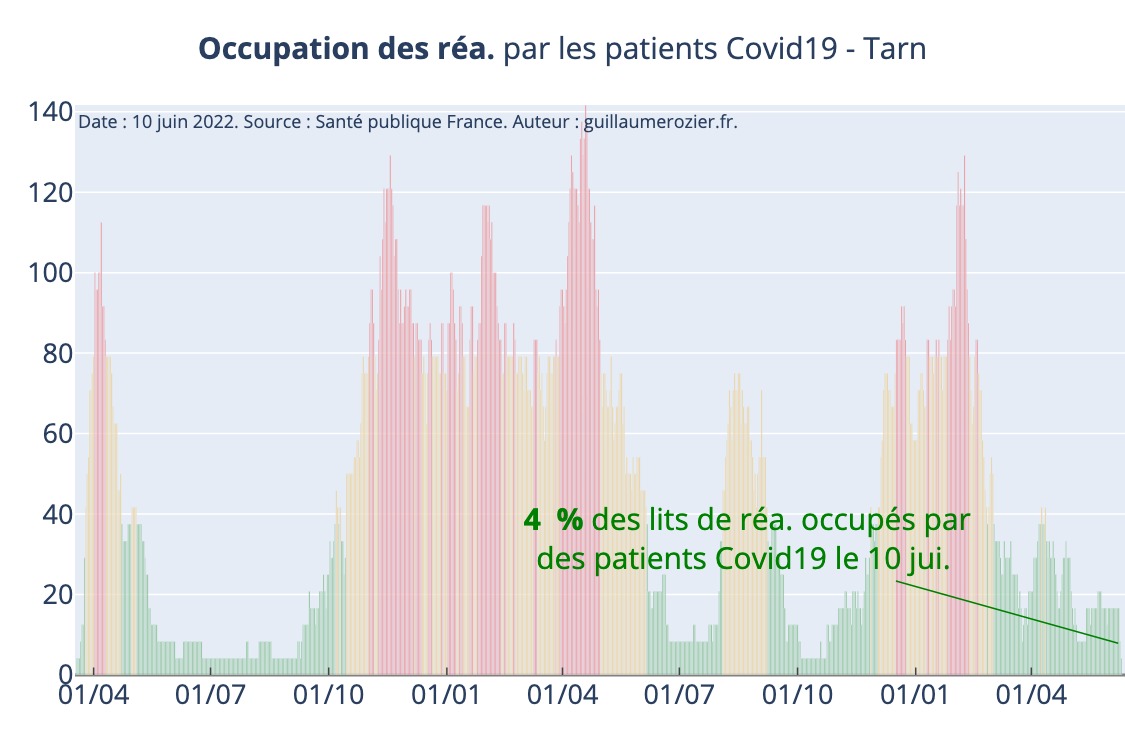 Occupation des réa. par les patients Covid19 - Tarn
140
Date : 10 juin 2022. Source : Santé publique France. Auteur : guillaumerozier.fr.
120
100
80
60
40
4 % des lits de réa. occupés par
des patients Covid19 le 10 jui.
20
0
01/04 01/07 01/10 01/01 01/04 01/07 01/10 01/01 01/04